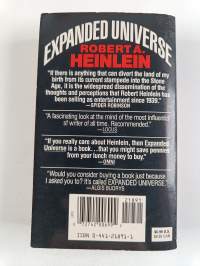 EXPANDED UNIVERSE
ROBERT A.
HEINLEIN
"If there is anything that can divert the land of my
birth from its current stampede into the Stone
Age, it is the widespread dissemination of the
thoughts and perceptions that Robert Heinlein has
been selling as entertainment since 1939."
—SPIDER ROBINSON
"A fascinating look at the mind of the most influential
sf writer of all time. Recommended."
—LOCUS
"If you really care about Heinlein, then Expanded
Universe is a book...that you might save
pennies from your lunch money to buy."
—OMNI
"Would you consider buying a book just because
I asked you to? It's called EXPANDED UNIVERSE."
—ALGIS BUDRYS
21891
ISBN 0-441-21891-1